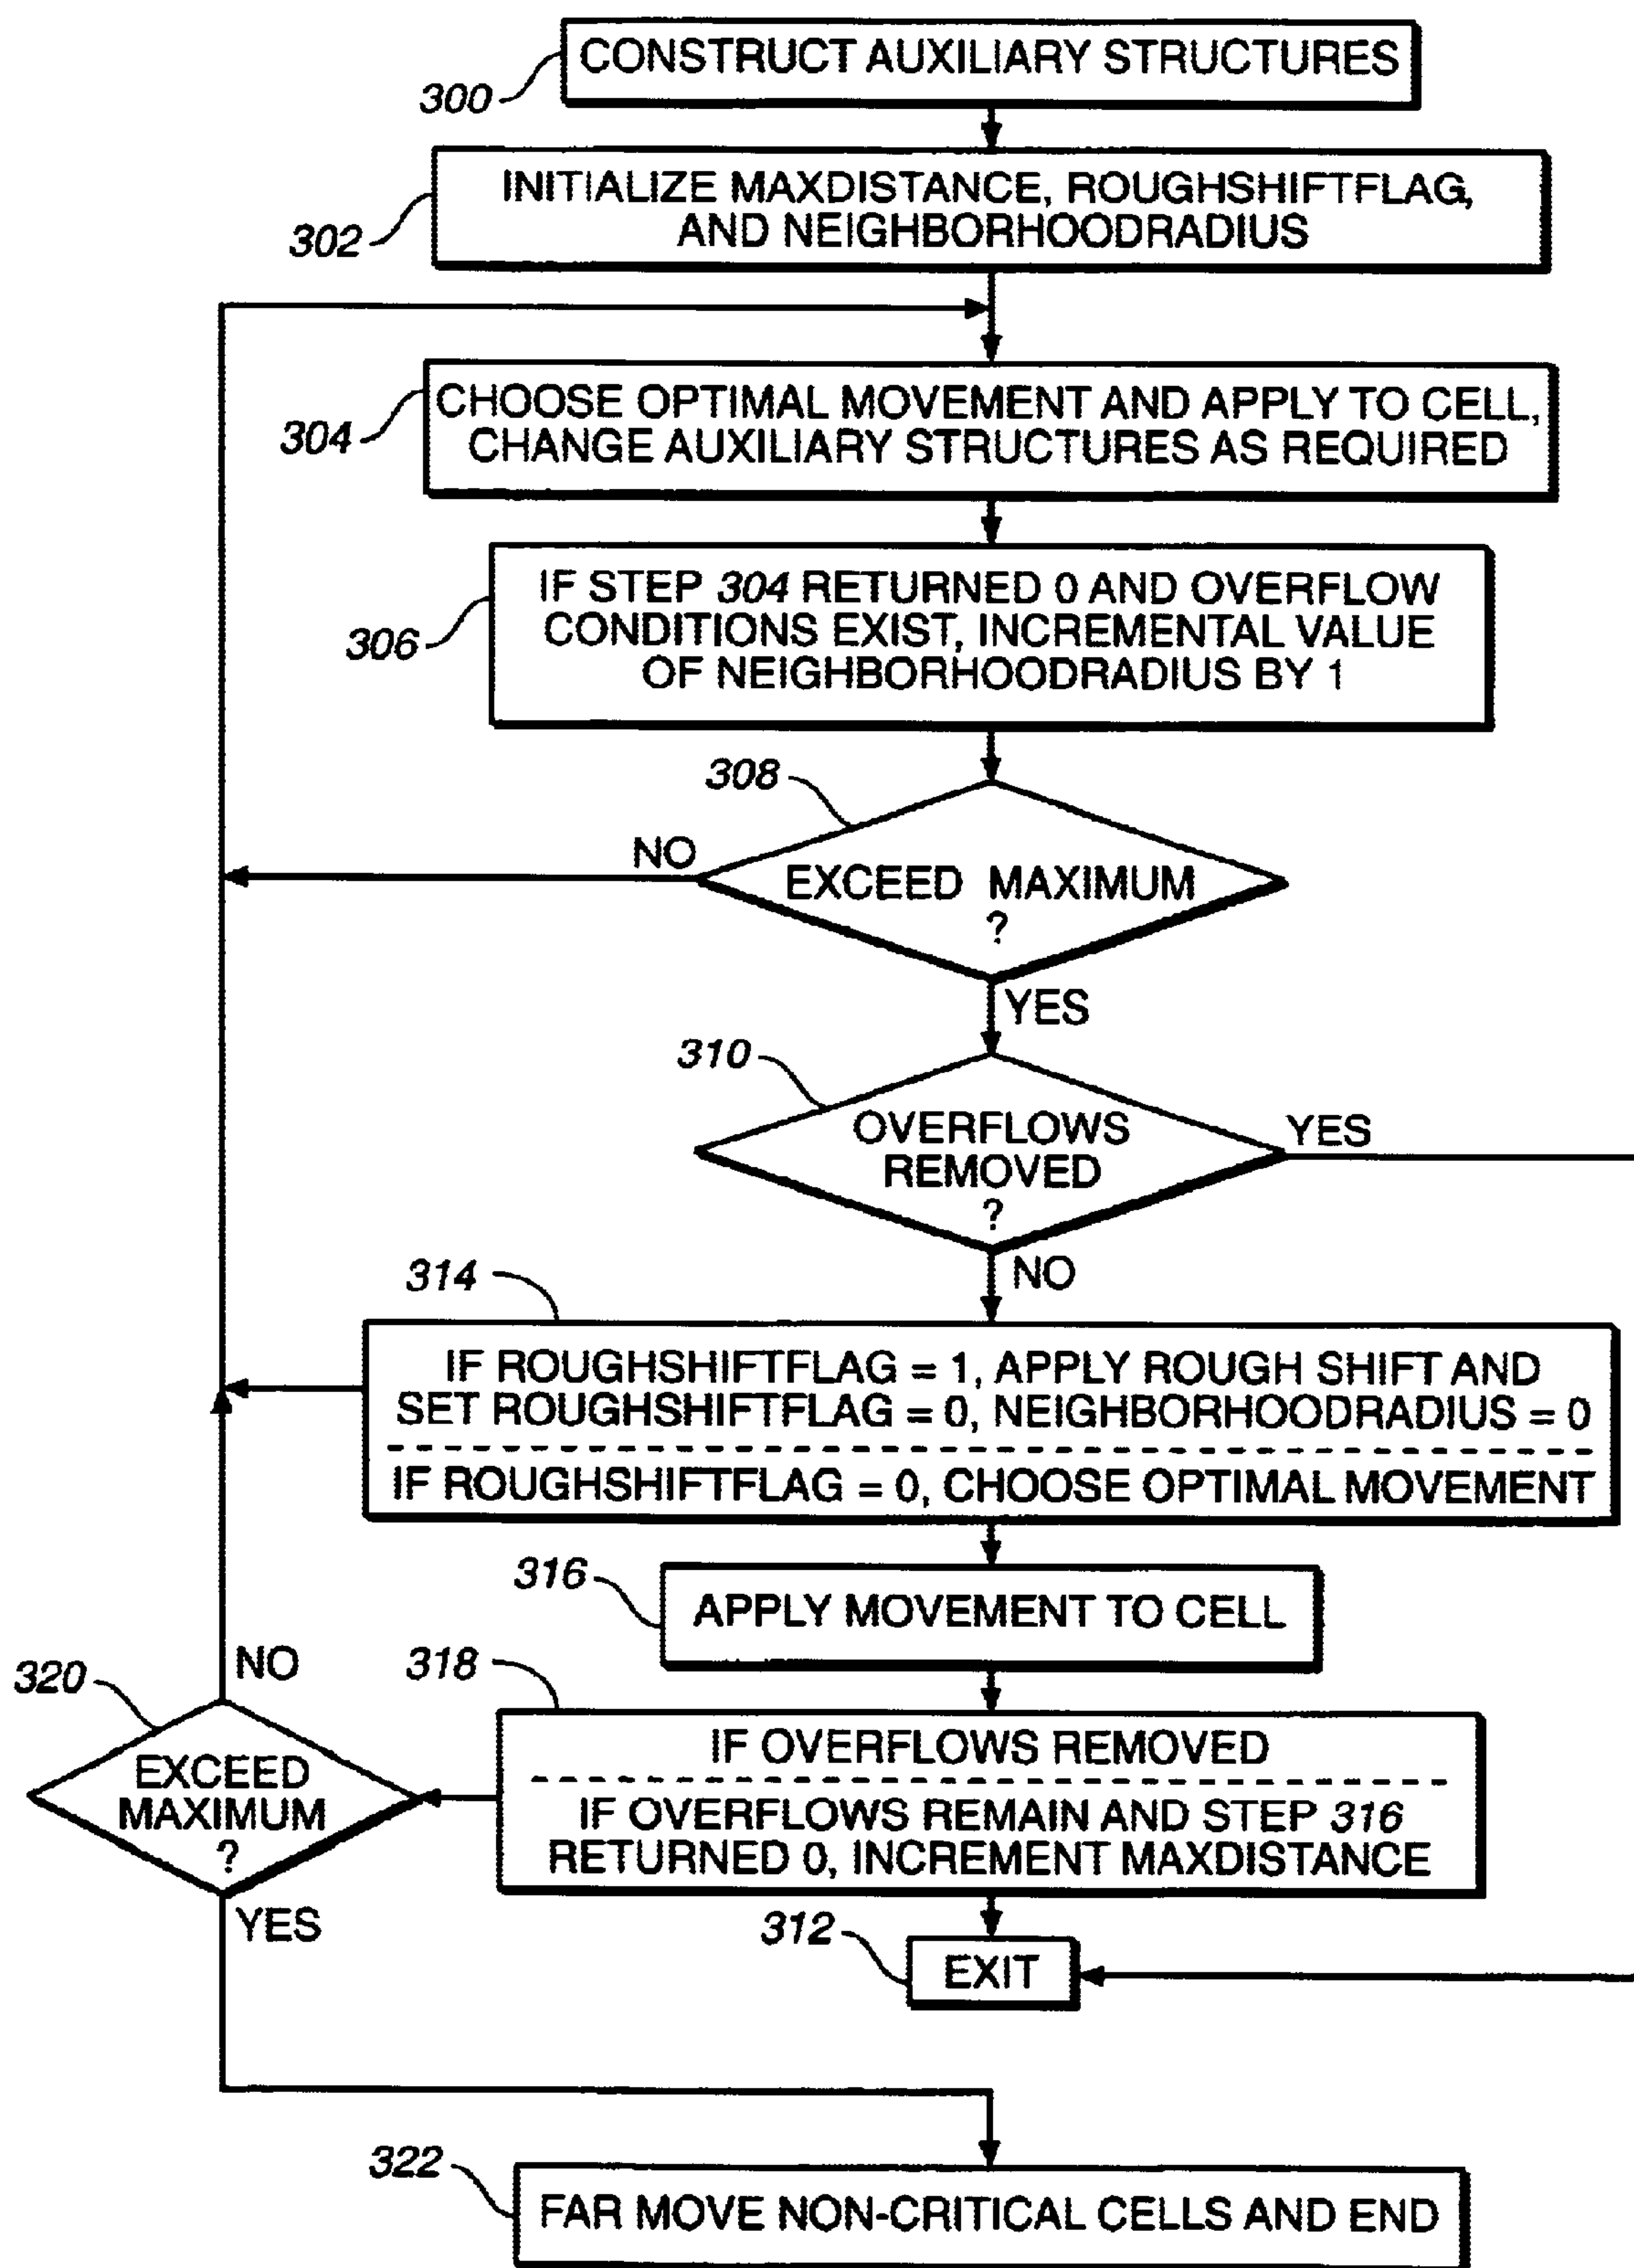 CONSTRUCT AUXILIARY STRUCTURES
300
INITIALIZE MAXDISTANCE, ROUGHSHIFTFLAG,
AND NEIGHBORHOODRADIUS
302
CHOOSE OPTIMAL MOVEMENT AND APPLY TO CELL,
CHANGE AUXILIARY STRUCTURES AS REQUIRED
304
IF STEP 304 RETURNED 0 AND OVERFLOW
CONDITIONS EXIST, INCREMENTAL VALUE
OF NEIGHBORHOODRADIUS BY 1
306
308
NO
EXCEED MAXIMUM
?
YES
310
OVERFLOWS
REMOVED
?
YES
NO
314
IF ROUGHSHIFTFLAG = 1, APPLY ROUGH SHIFT AND
SET ROUGHSHIFTFLAG = 0, NEIGHBORHOODRADIUS = 0
IF ROUGHSHIFTFLAG = 0, CHOOSE OPTIMAL MOVEMENT
316
APPLY MOVEMENT TO CELL
318
IF OVERFLOWS REMOVED
IF OVERFLOWS REMAIN AND STEP 316
RETURNED 0, INCREMENT MAXDISTANCE
320
NO
EXCEED
MAXIMUM
?
YES
312
EXIT
322
FAR MOVE NON-CRITICAL CELLS AND END